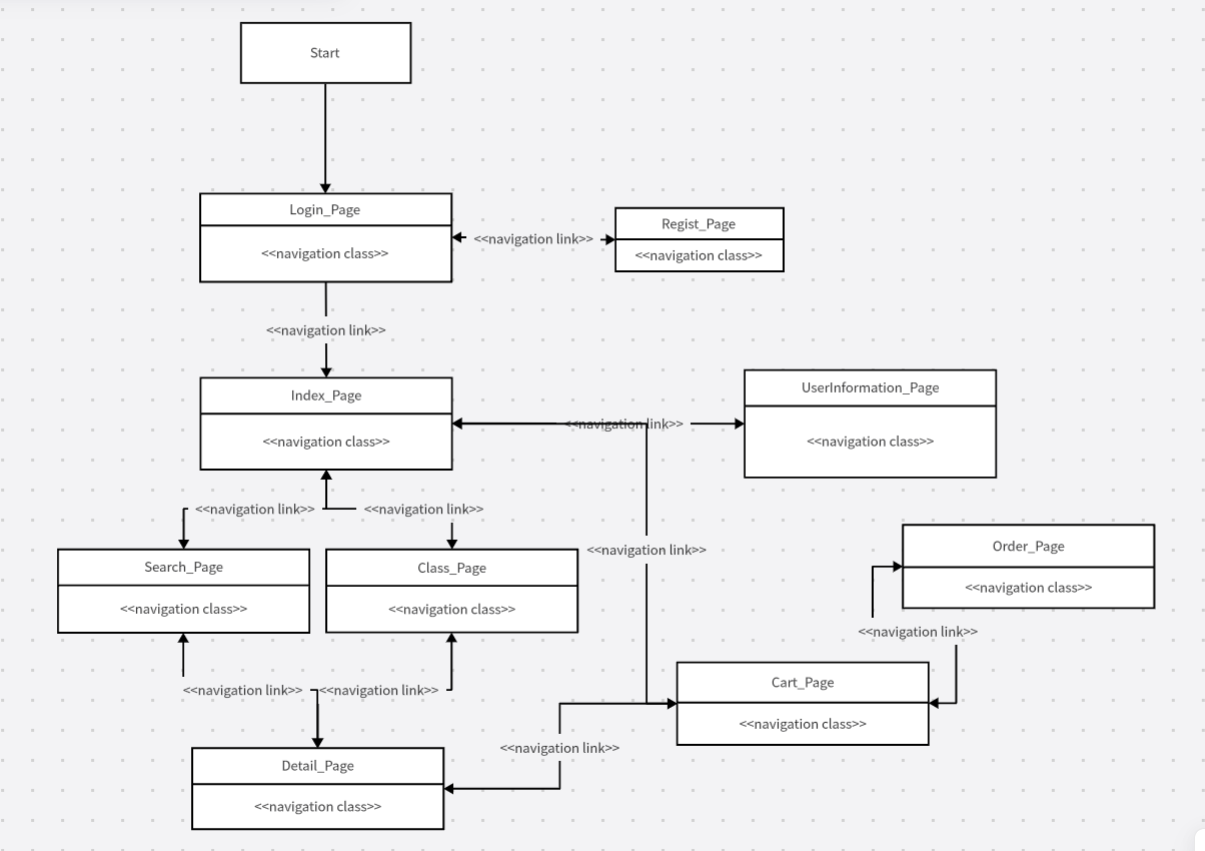 Start
Login_Page
<<navigation class>>
<<navigation link>>
Regist_Page
<<navigation class>>
<<navigation link>>
Index_Page
<<navigation class>>
<<navigation link>>
UserInformation_Page
<<navigation class>>
<<navigation link>>
<<navigation link>>
<<navigation link>>
Search_Page
<<navigation class>>
Class_Page
<<navigation class>>
Order_Page
<<navigation class>>
<<navigation link>>
<<navigation link>>
<<navigation link>>
Cart_Page
<<navigation class>>
<<navigation link>>
Detail_Page
<<navigation class>>